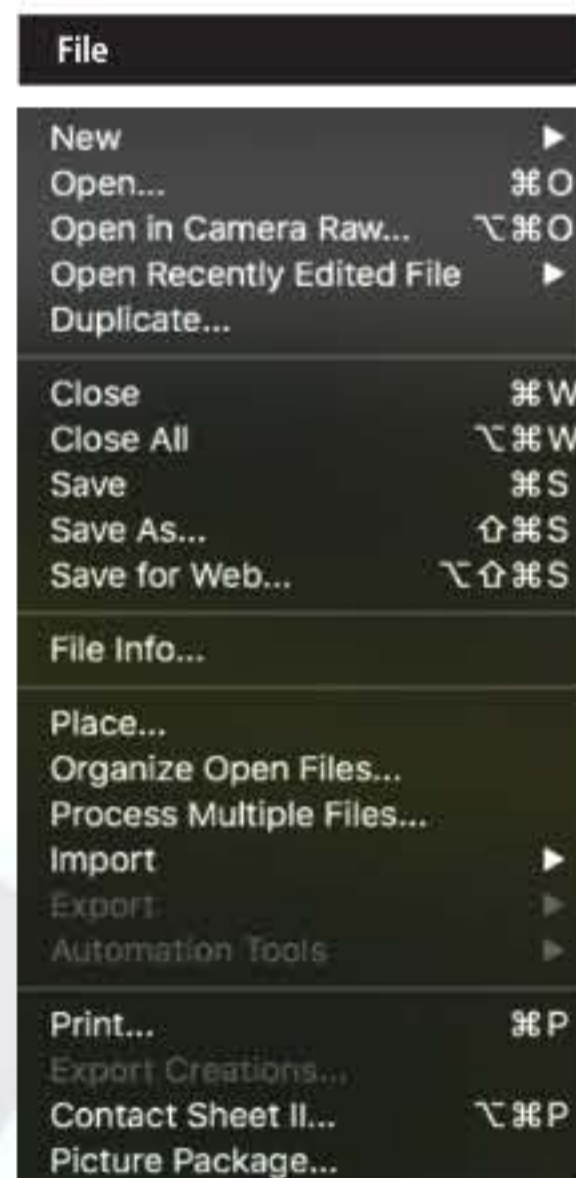 File
New ▶
Open... ⌘O
Open in Camera Raw... ⌥⌘O
Open Recently Edited File ▶
Duplicate...
Close ⌘W
Close All ⌥⌘W
Save ⌘S
Save As... ⇧⌘S
Save for Web... ⌥⇧⌘S
File Info...
Place...
Organize Open Files...
Process Multiple Files...
Import ▶
Export ▶
Automation Tools ▶
Print... ⌘P
Export Creations...
Contact Sheet II... ⌥⌘P
Picture Package...